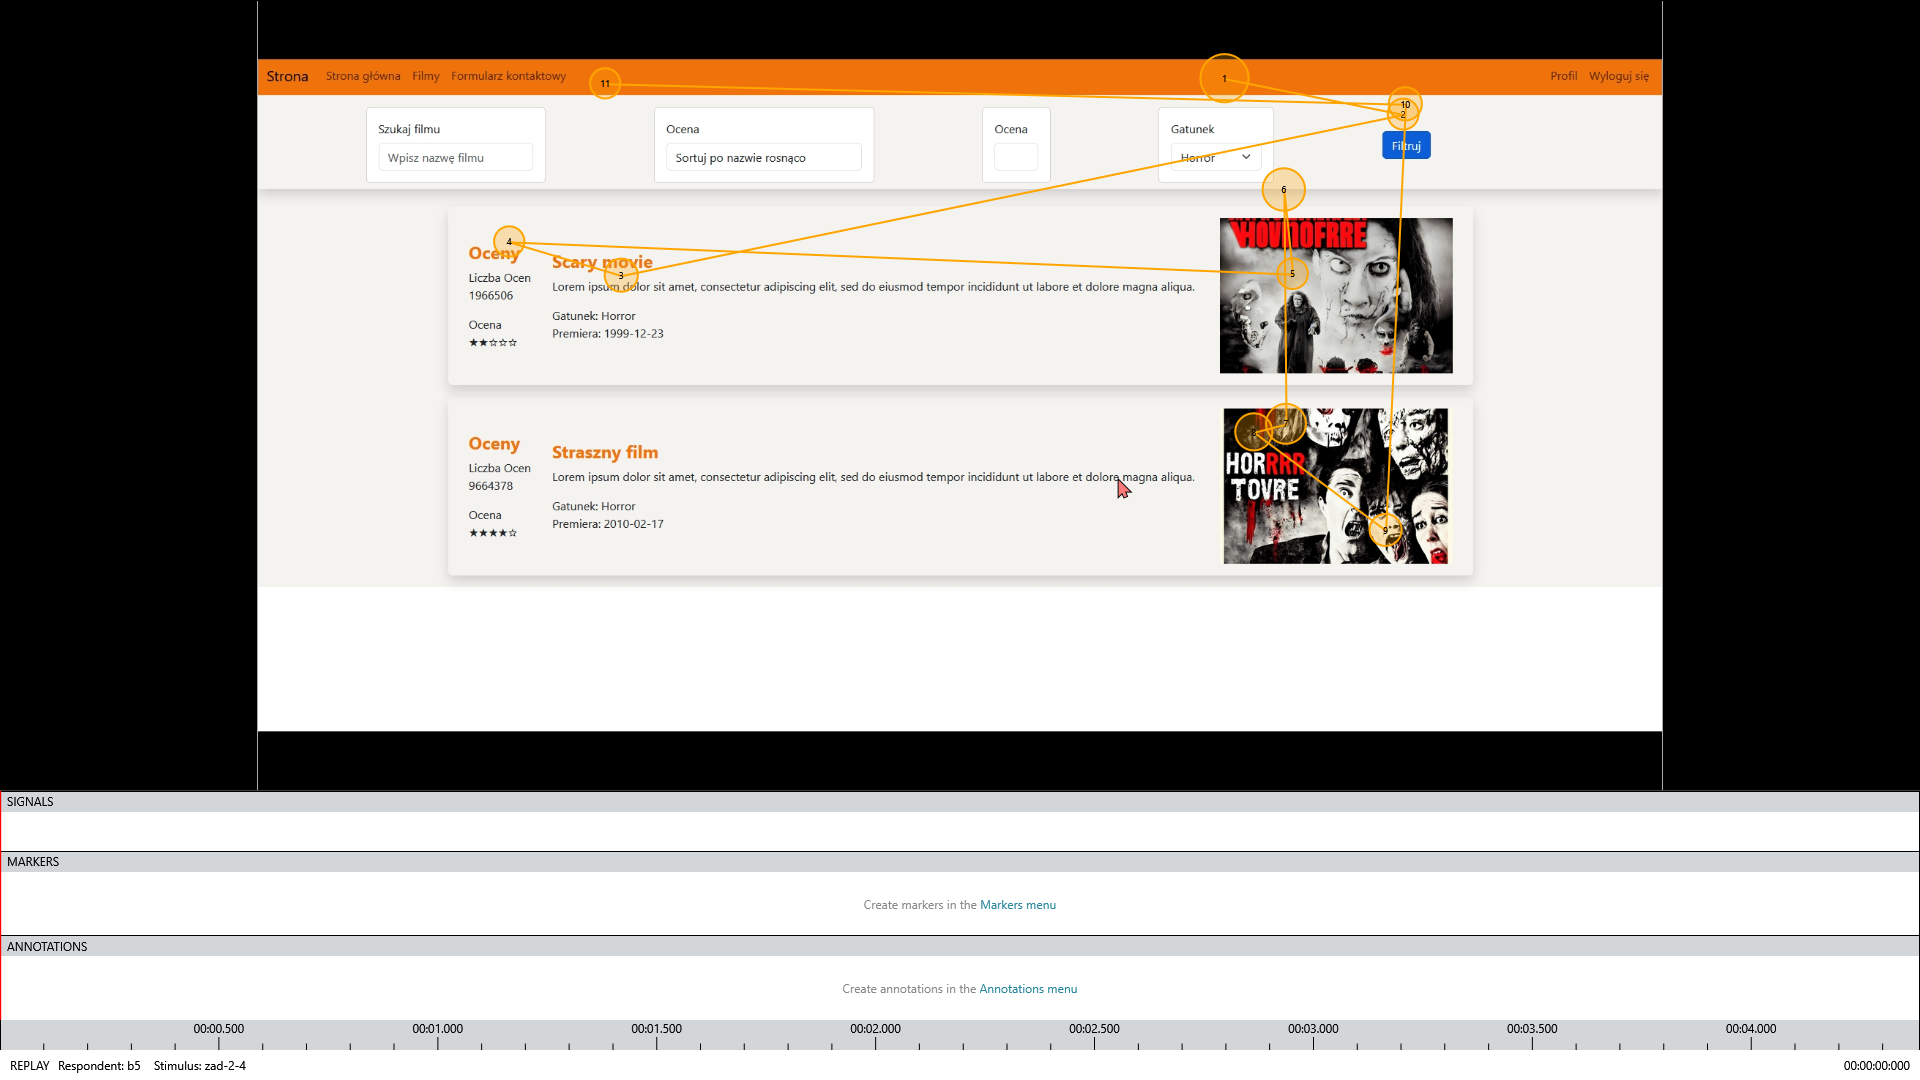 Strona Strona główna Filmy Formularz kontaktowy 11 1 Profil Wyloguj się
10
2
Szukaj filmu Ocena Ocena Gatunek
Filtruj
Wpisz nazwę filmu Sortuj po nazwie rosnąco Horror
6
4
Oceny
Liczba Ocen
1966506
Ocena
★★☆☆☆
Scary movie
3
Lorem ipsum dolor sit amet, consectetur adipiscing elit, sed do eiusmod tempor incididunt ut labore et dolore magna aliqua.
Gatunek: Horror
Premiera: 1999-12-23
5
Oceny
Liczba Ocen
9664378
Ocena
★★★★☆
Straszny film
Lorem ipsum dolor sit amet, consectetur adipiscing elit, sed do eiusmod tempor incididunt ut labore et dolore magna aliqua.
Gatunek: Horror
Premiera: 2010-02-17
7
8
HORRRR
TOVRE
9
SIGNALS
MARKERS
Create markers in the Markers menu
ANNOTATIONS
Create annotations in the Annotations menu
00:00.500 00:01.000 00:01.500 00:02.000 00:02.500 00:03.000 00:03.500 00:04.000
REPLAY Respondent: b5 Stimulus: zad-2-4 00:00:00:000